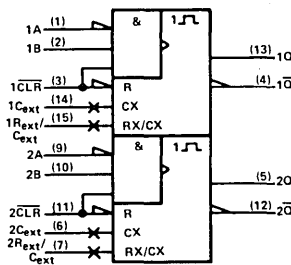 1A (1) & 1
1B (2)
(13) 1Q
1CLR (3) R (4) 1Q
1Cext (14) CX
1Rext/ (15) RX/CX
Cext
2A (9) & 1
2B (10)
(5) 2Q
2CLR (11) R (12) 2Q
2Cext (6) CX
2Rext/ (7) RX/CX
Cext